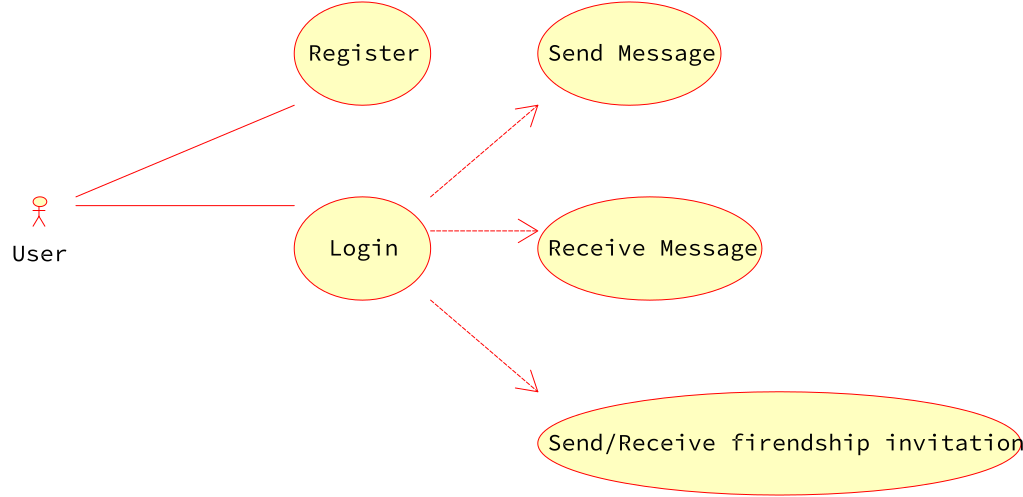 Register
Send Message
User
Login
Receive Message
Send/Receive firendship invitation